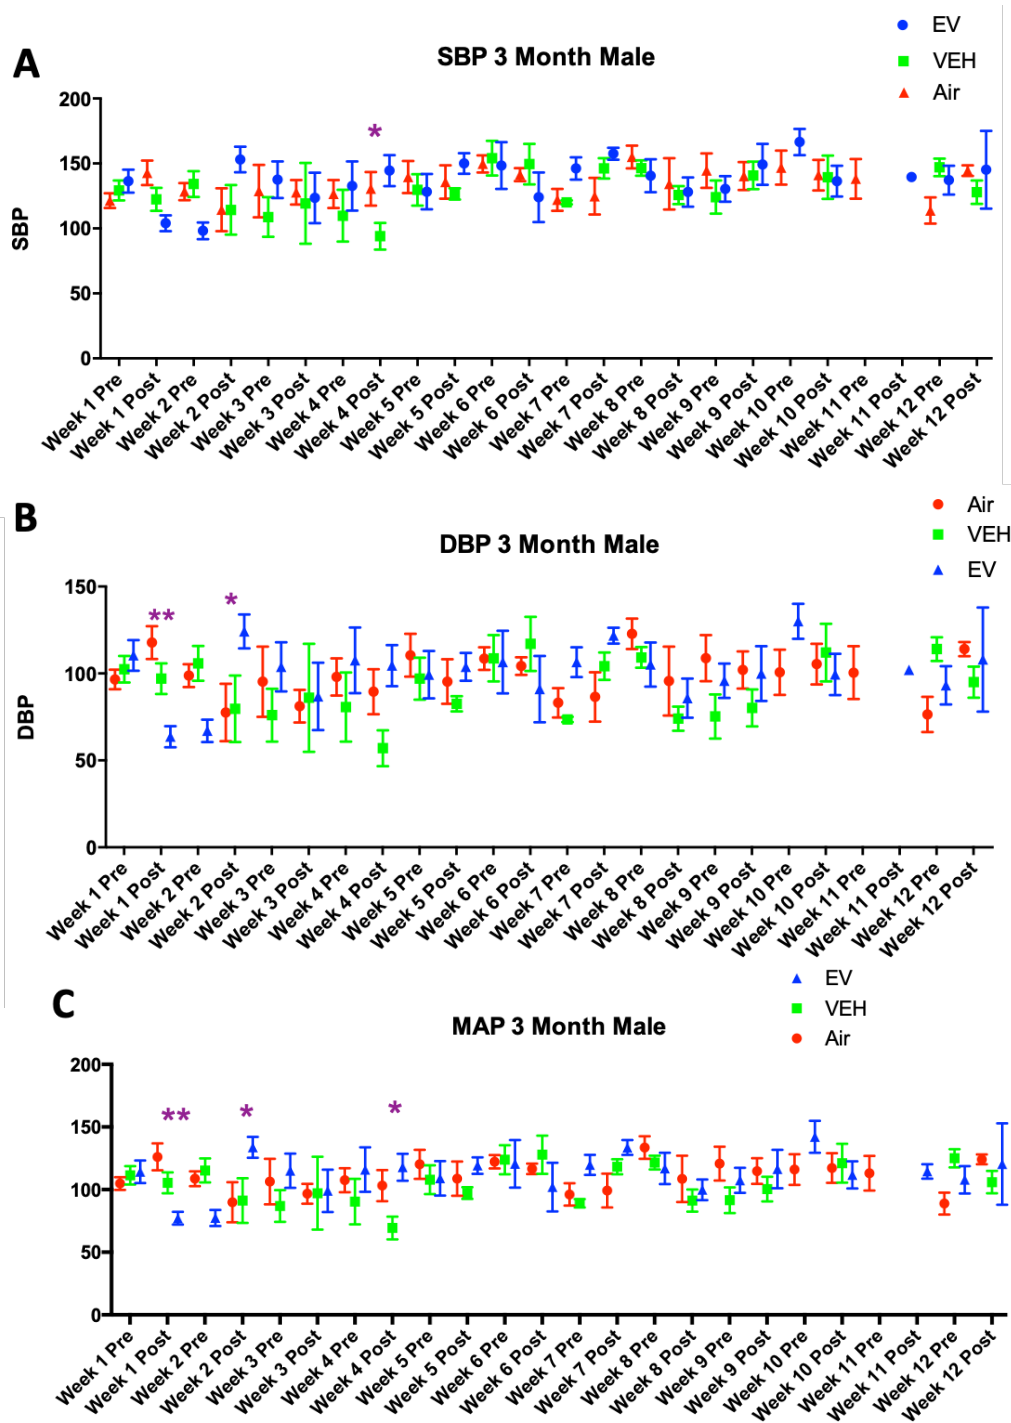 A
SBP 3 Month Male
EV
VEH
Air
SBP
200
150
100
50
0
*
Week 1 Pre
Week 1 Post
Week 2 Pre
Week 2 Post
Week 3 Pre
Week 3 Post
Week 4 Pre
Week 4 Post
Week 5 Pre
Week 5 Post
Week 6 Pre
Week 6 Post
Week 7 Pre
Week 7 Post
Week 8 Pre
Week 8 Post
Week 9 Pre
Week 9 Post
Week 10 Pre
Week 10 Post
Week 11 Pre
Week 11 Post
Week 12 Pre
Week 12 Post
B
DBP 3 Month Male
Air
VEH
EV
DBP
150
100
50
0
**
*
Week 1 Pre
Week 1 Post
Week 2 Pre
Week 2 Post
Week 3 Pre
Week 3 Post
Week 4 Pre
Week 4 Post
Week 5 Pre
Week 5 Post
Week 6 Pre
Week 6 Post
Week 7 Pre
Week 7 Post
Week 8 Pre
Week 8 Post
Week 9 Pre
Week 9 Post
Week 10 Pre
Week 10 Post
Week 11 Pre
Week 11 Post
Week 12 Pre
Week 12 Post
C
MAP 3 Month Male
EV
VEH
Air
200
150
100
50
0
**
*
*
Week 1 Pre
Week 1 Post
Week 2 Pre
Week 2 Post
Week 3 Pre
Week 3 Post
Week 4 Pre
Week 4 Post
Week 5 Pre
Week 5 Post
Week 6 Pre
Week 6 Post
Week 7 Pre
Week 7 Post
Week 8 Pre
Week 8 Post
Week 9 Pre
Week 9 Post
Week 10 Pre
Week 10 Post
Week 11 Pre
Week 11 Post
Week 12 Pre
Week 12 Post